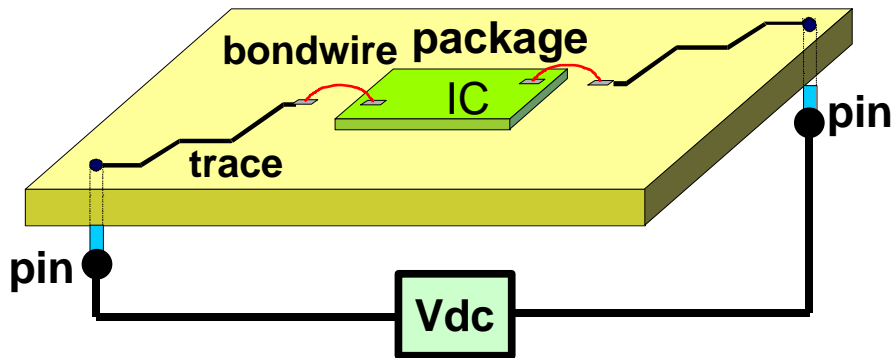 package
bondwire
IC
pin
trace
pin
Vdc